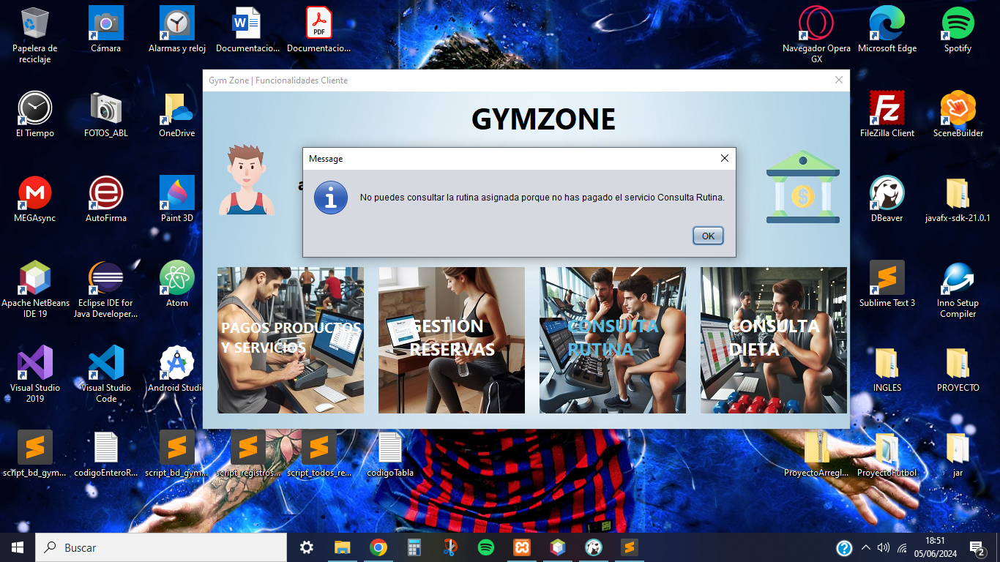 Papelera de
reciclaje
Cámara
Alarmas y reloj
Documentacio...
PDF
Documentacio...
Navegador Opera
GX
Microsoft Edge
Spotify
El Tiempo
FOTOS_ABL
OneDrive
FileZilla Client
SceneBuilder
MEGAsync
AutoFirma
Paint 3D
DBeaver
javafx-sdk-21.0.1
Apache NetBeans
IDE 19
Eclipse IDE for
Java Developer...
Atom
Sublime Text 3
Inno Setup
Compiler
Visual Studio
2019
Visual Studio
Code
Android Studi
INGLES
PROYECTO
script_bd_gym...
codigoEnteroR...
script_bd_gym...
script_registros...
script_todos_re...
codigoTabla
ProyectoArregl...
ProyectoFutbol
jar
Gym Zone | Funcionalidades Cliente
GYMZONE
a
Message
No puedes consultar la rutina asignada porque no has pagado el servicio Consulta Rutina.
OK
PAGOS PRODUCTOS
Y SERVICIOS
GESTIÓN
RESERVAS
CONSULTA
RUTINA
CONSULTA
DIETA
Buscar
18:51
05/06/2024
2